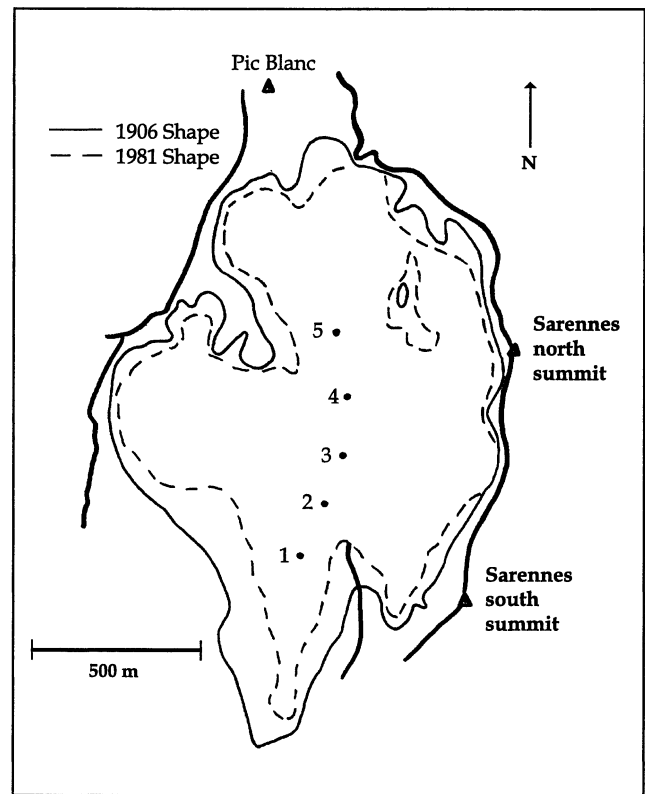 Pic Blanc
1906 Shape
1981 Shape
N
5
Sarennes
north
summit
4
3
2
1
Sarennes
south
summit
500 m